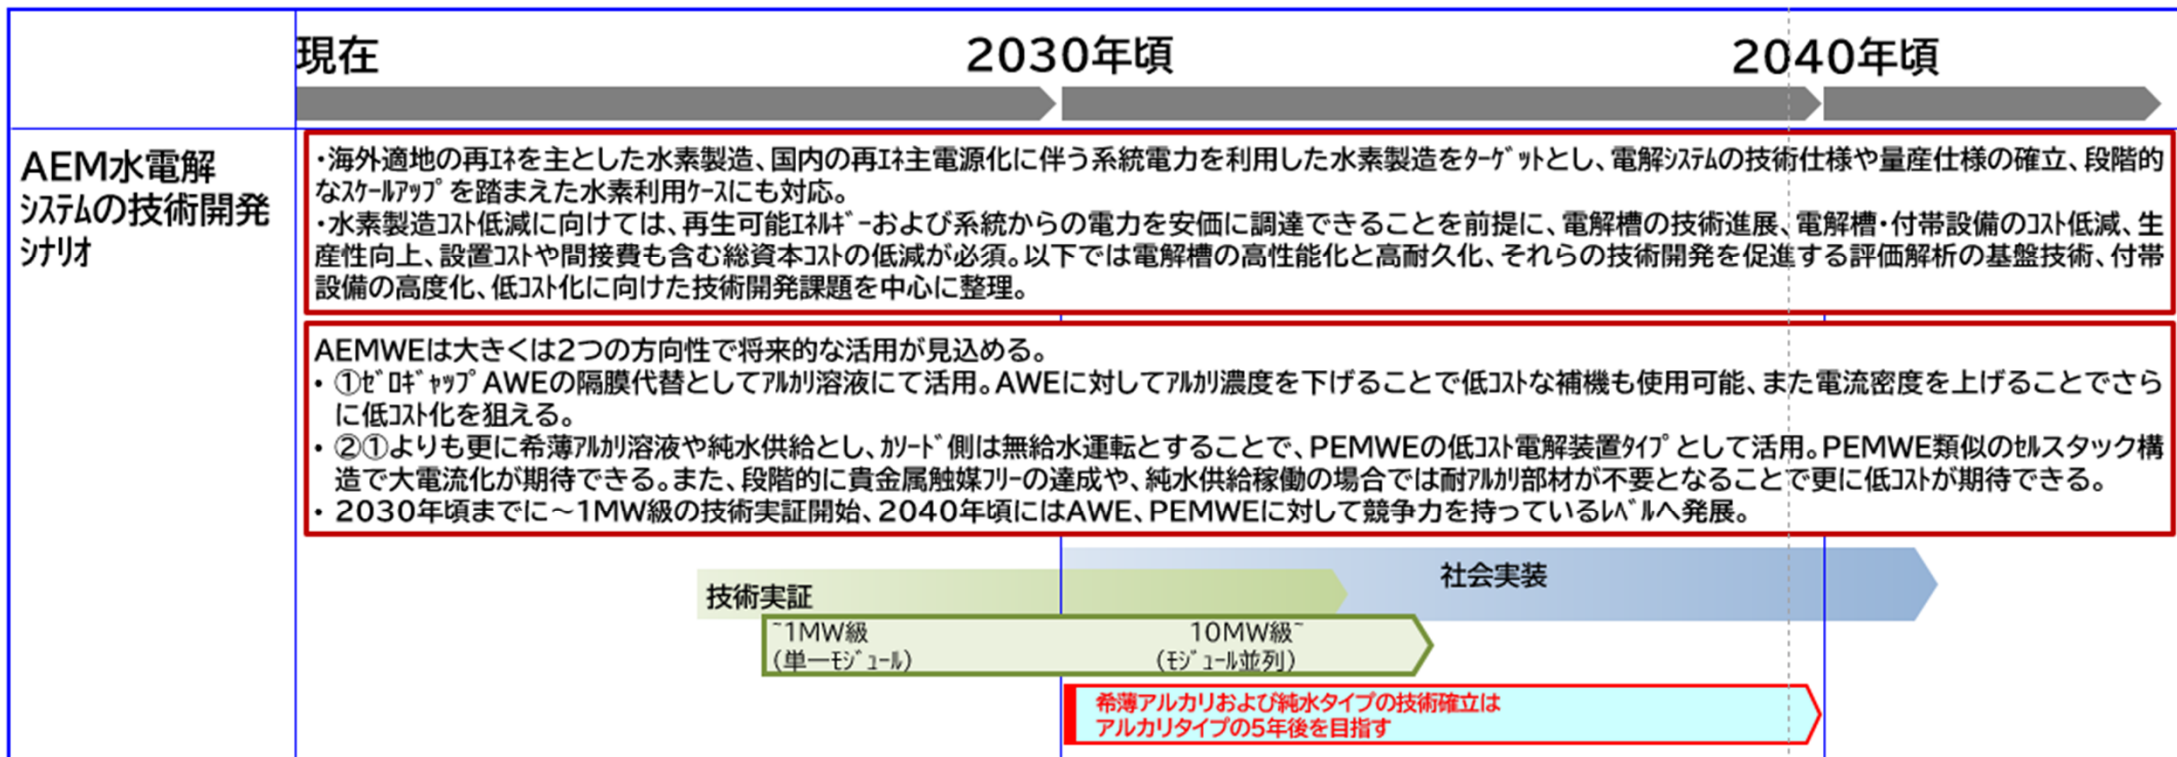 現在
2030年頃
2040年頃
AEM水電解
ｼｽﾃﾑの技術開発
ｼﾅﾘｵ
･海外適地の再ｴﾈを主とした水素製造、国内の再ｴﾈ主電源化に伴う系統電力を利用した水素製造をﾀｰｹﾞｯﾄとし、電解ｼｽﾃﾑの技術仕様や量産仕様の確立、段階的
なｽｹｰﾙｱｯﾌﾟを踏まえた水素利用ｹｰｽにも対応。
･水素製造ｺｽﾄ低減に向けては、再生可能ｴﾈﾙｷﾞｰおよび系統からの電力を安価に調達できることを前提に、電解槽の技術進展、電解槽･付帯設備のｺｽﾄ低減、生
産性向上、設置ｺｽﾄや間接費も含む総資本ｺｽﾄの低減が必須。以下では電解槽の高性能化と高耐久化、それらの技術開発を促進する評価解析の基盤技術、付帯
設備の高度化、低ｺｽﾄ化に向けた技術開発課題を中心に整理。
AEMWEは大きくは2つの方向性で将来的な活用が見込める。
• ①ｾﾞﾛｷﾞｬｯﾌﾟAWEの隔膜代替としてｱﾙｶﾘ溶液にて活用。AWEに対してｱﾙｶﾘ濃度を下げることで低ｺｽﾄな補機も使用可能、また電流密度を上げることでさら
に低ｺｽﾄ化を狙える。
• ②①よりも更に希薄ｱﾙｶﾘ溶液や純水供給とし、ｶｿｰﾄﾞ側は無給水運転とすることで、PEMWEの低ｺｽﾄ電解装置ﾀｲﾌﾟとして活用。PEMWE類似のｾﾙスタック構
造で大電流化が期待できる。また、段階的に貴金属触媒ﾌﾘｰの達成や、純水供給稼働の場合では耐ｱﾙｶﾘ部材が不要となることで更に低ｺｽﾄが期待できる。
• 2030年頃までに～1MW級の技術実証開始、2040年頃にはAWE、PEMWEに対して競争力を持っているﾚﾍﾞﾙへ発展。
社会実装
技術実証
~1MW級
(単一ﾓｼﾞｭｰﾙ)
10MW級~
(ﾓｼﾞｭｰﾙ並列)
希薄アルカリおよび純水タイプの技術確立は
アルカリタイプの5年後を目指す